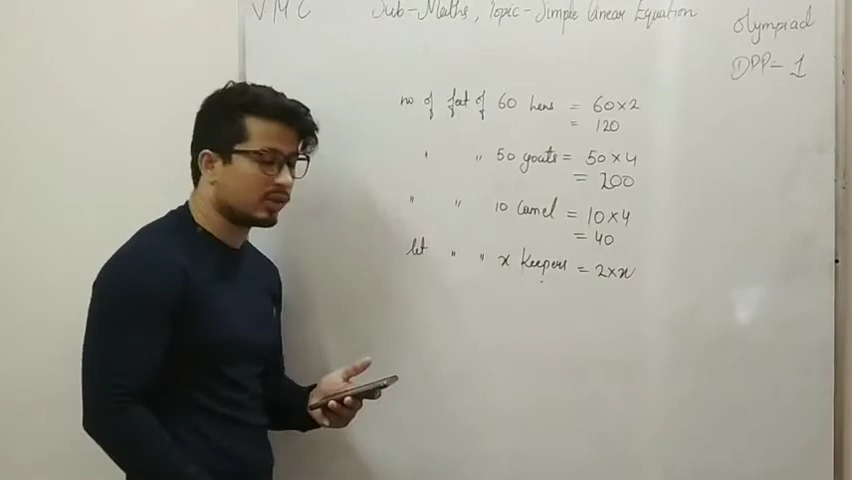 VMC Sub-Maths, Topic-Simple linear Equation
Olympiad
DPP-1
no of feet of 60 hens = 60×2
= 120
" " 50 goats = 50×4
= 200
" " 10 Camel = 10×4
= 40
let " " x Keepers = 2×x